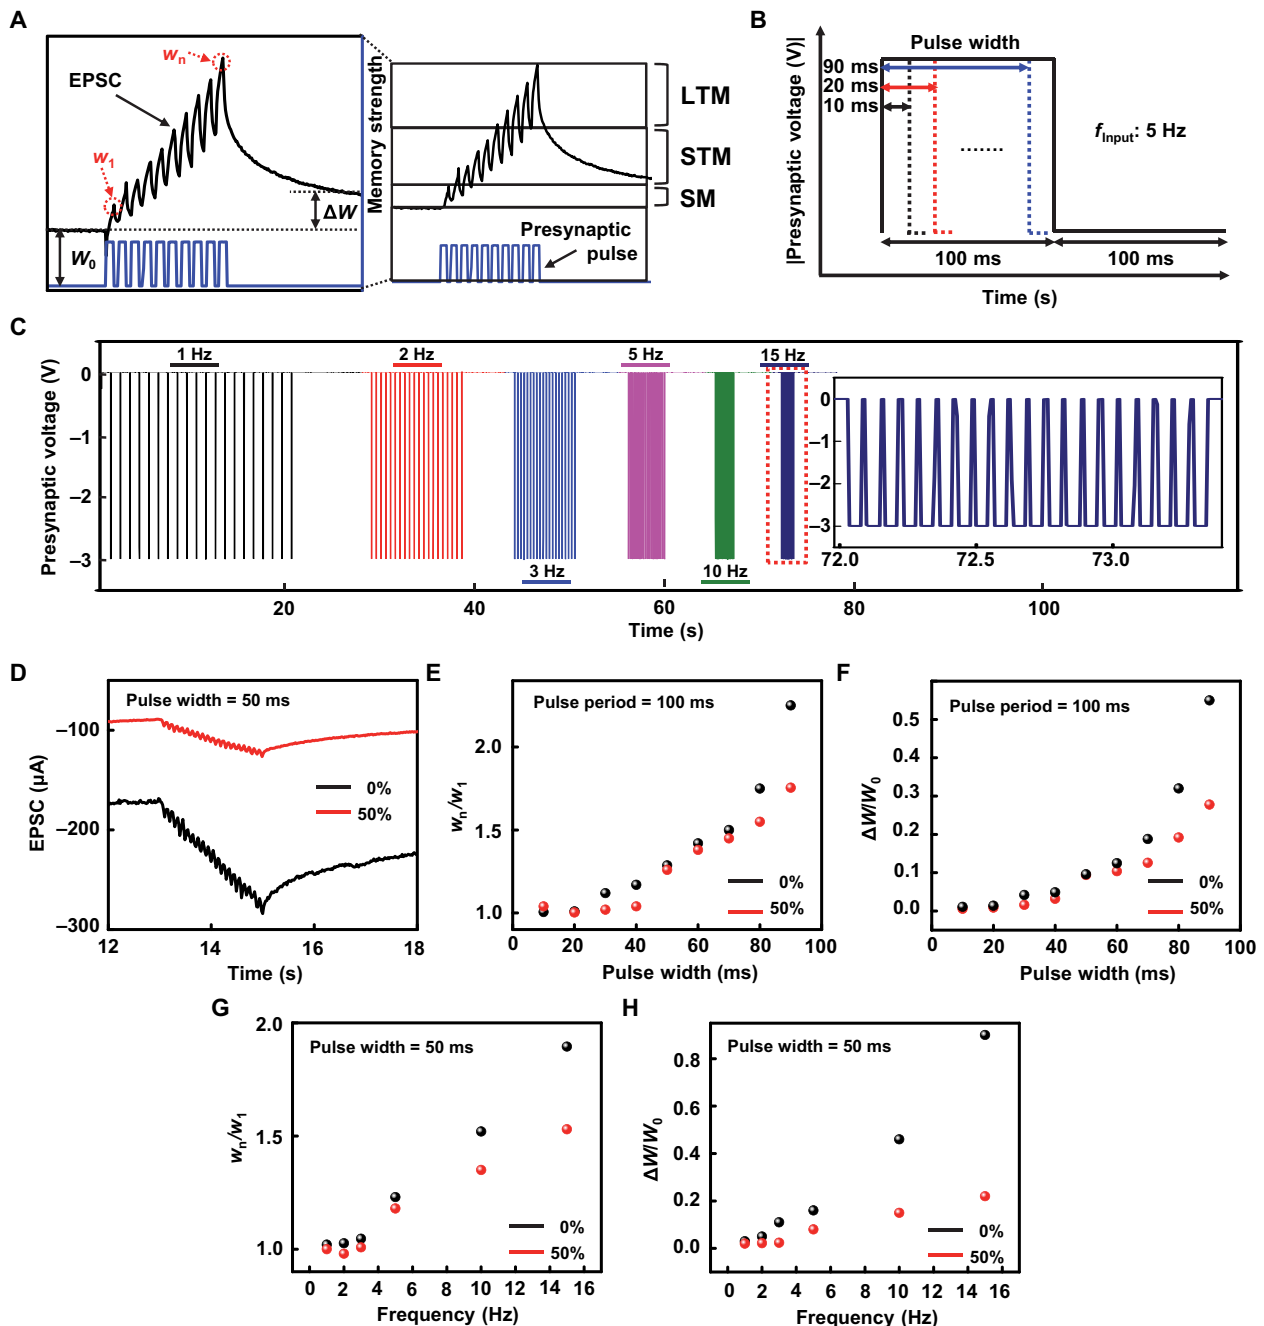 A
wn
EPSC
w1
ΔW
W0
Memory strength
LTM
STM
SM
Presynaptic
pulse
B
|Presynaptic voltage (V)|
Pulse width
90 ms
20 ms
10 ms
fInput: 5 Hz
100 ms
100 ms
Time (s)
C
Presynaptic voltage (V)
0
−1
−2
−3
1 Hz
2 Hz
3 Hz
5 Hz
10 Hz
15 Hz
0
−1
−2
−3
72.0
72.5
73.0
20
40
60
80
100
Time (s)
D
Pulse width = 50 ms
EPSC (µA)
−100
−200
−300
0%
50%
12
14
16
18
Time (s)
E
Pulse period = 100 ms
wn/w1
2.0
1.5
1.0
0%
50%
0
20
40
60
80
100
Pulse width (ms)
F
Pulse period = 100 ms
ΔW/W0
0.5
0.4
0.3
0.2
0.1
0.0
0%
50%
0
20
40
60
80
100
Pulse width (ms)
G
Pulse width = 50 ms
wn/w1
2.0
1.5
1.0
0%
50%
0 2 4 6 8 10 12 14 16
Frequency (Hz)
H
Pulse width = 50 ms
ΔW/W0
0.8
0.6
0.4
0.2
0.0
0%
50%
0 2 4 6 8 10 12 14 16
Frequency (Hz)